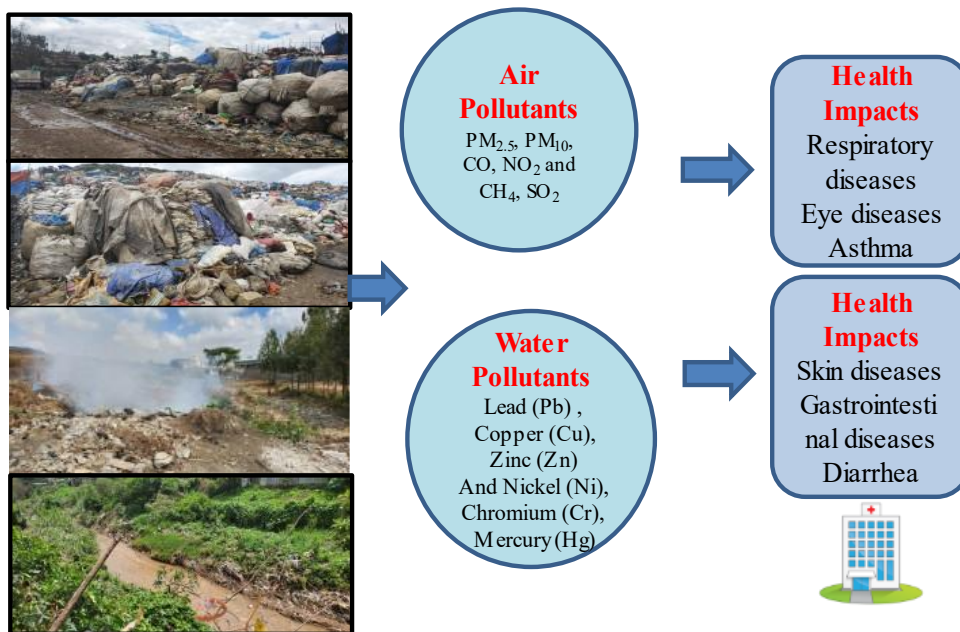 Air
Pollutants
PM2.5, PM10,
CO, NO2 and
CH4, SO2
Health
Impacts
Respiratory
diseases
Eye diseases
Asthma
Water
Pollutants
Lead (Pb) ,
Copper (Cu),
Zinc (Zn)
And Nickel (Ni),
Chromium (Cr),
Mercury (Hg)
Health
Impacts
Skin diseases
Gastrointesti
nal diseases
Diarrhea